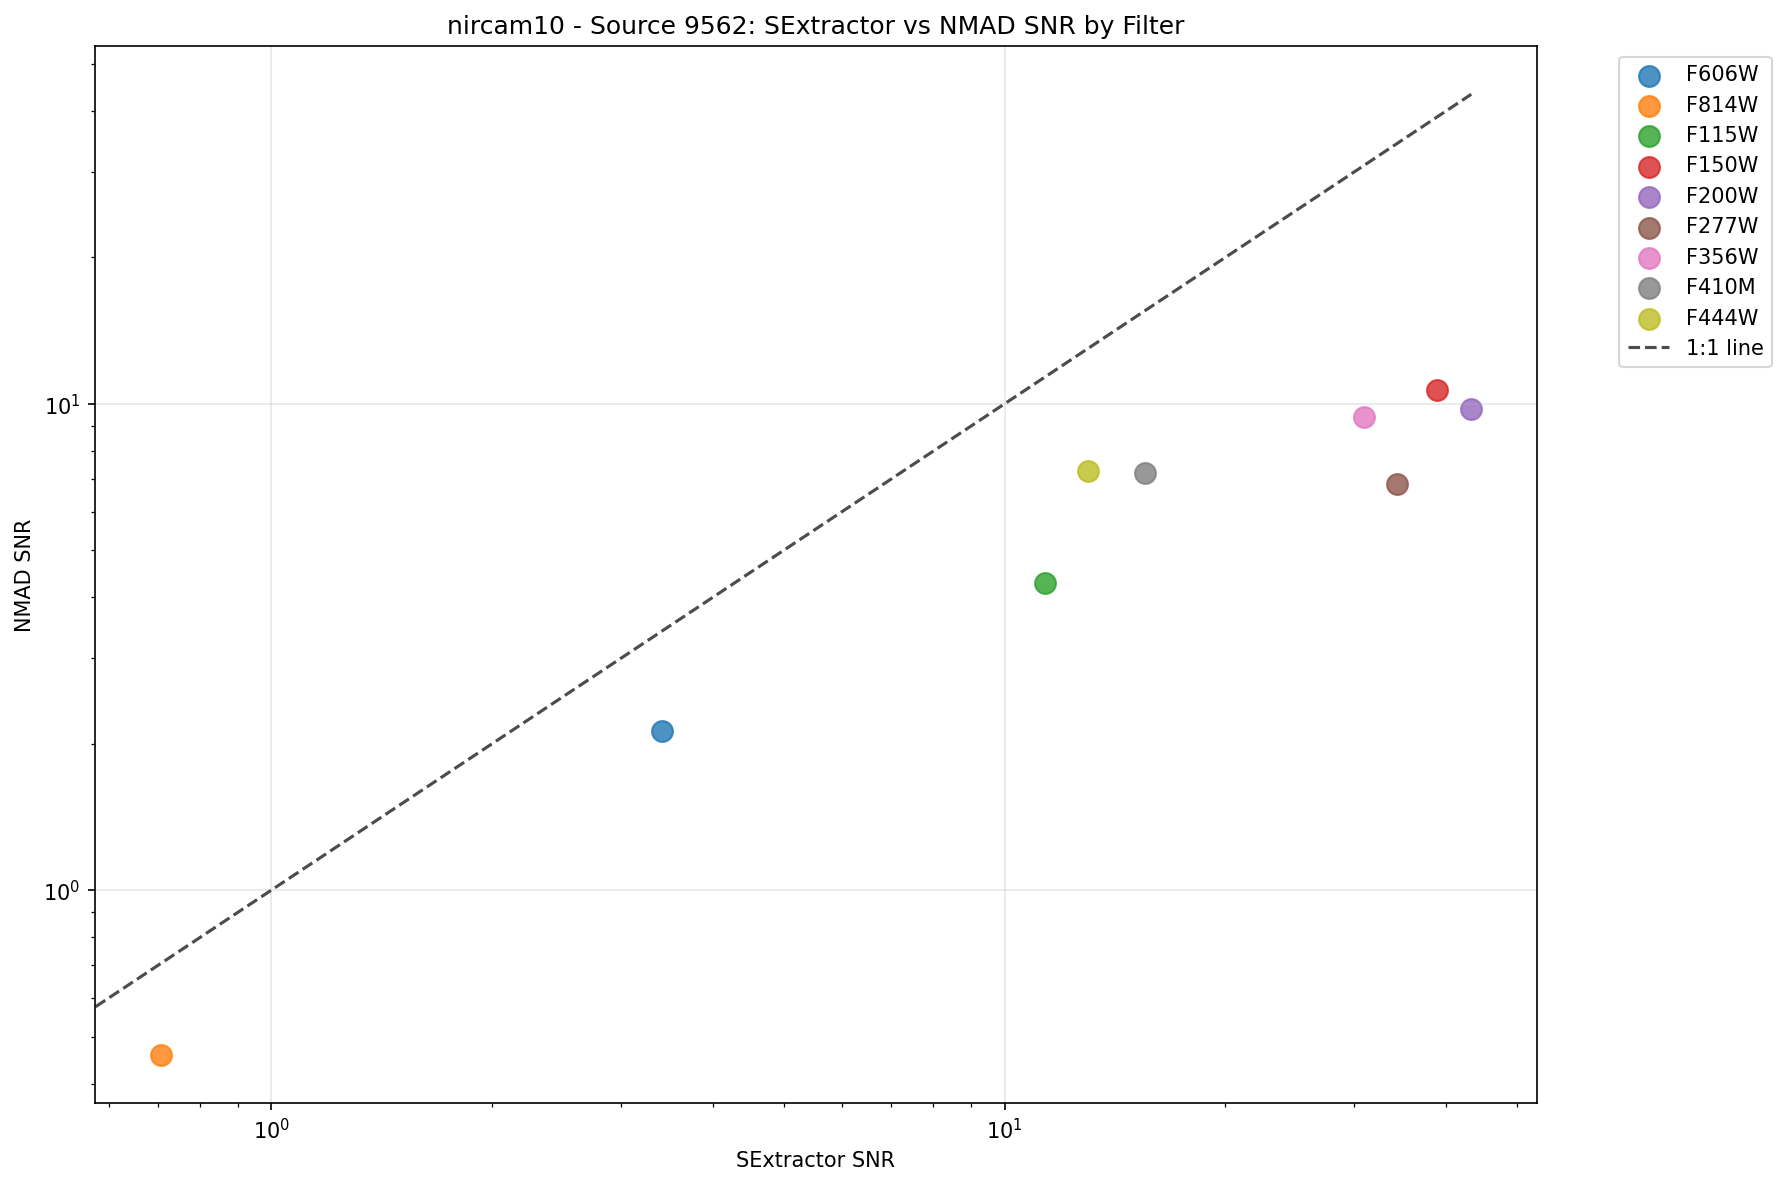 nircam10 - Source 9562: SExtractor vs NMAD SNR by Filter
F606W
F814W
F115W
F150W
F200W
F277W
F356W
F410M
F444W
1:1 line
NMAD SNR
10¹
10⁰
10⁰
10¹
SExtractor SNR